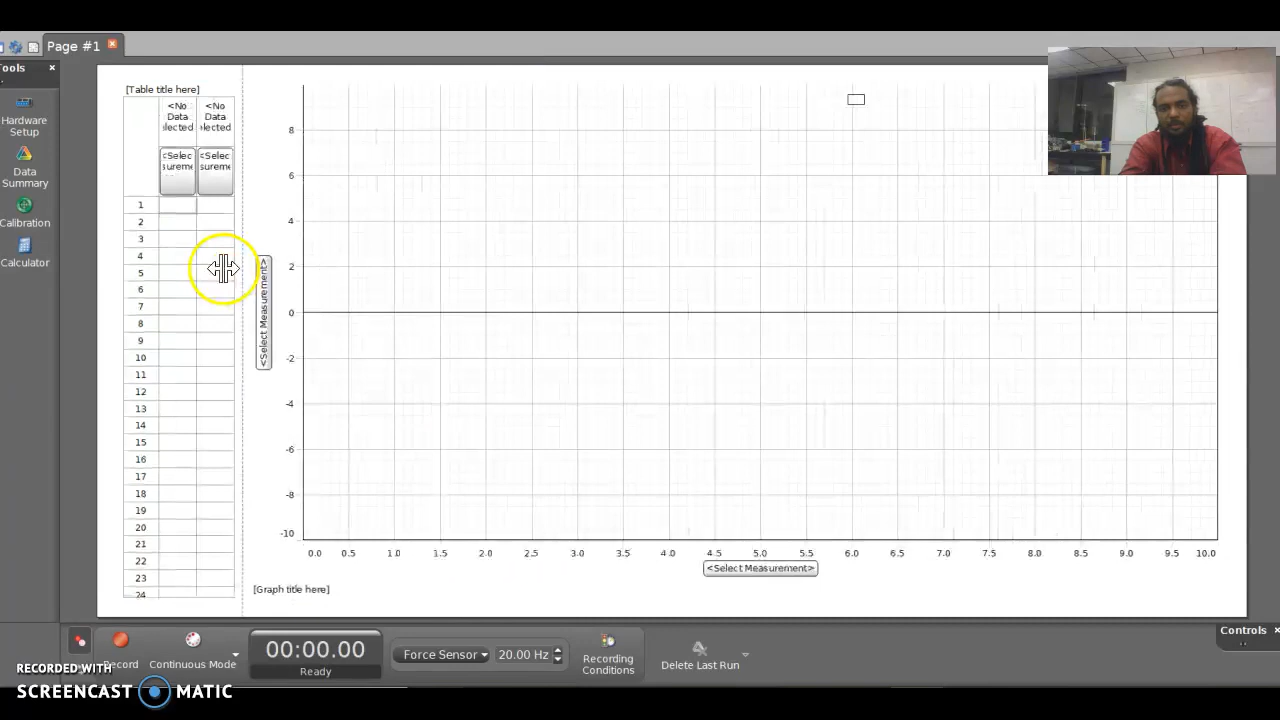 Page #1
Tools
Hardware
Setup
Data
Summary
Calibration
Calculator
[Table title here]
<No
Data
elected
<No
Data
elected
<Selec
sureme
<Selec
sureme
1
2
3
4
5
6
7
8
9
10
11
12
13
14
15
16
17
18
19
20
21
22
23
24
<Select Measurement>
8
6
4
2
0
-2
-4
-6
-8
-10
0.0 0.5 1.0 1.5 2.0 2.5 3.0 3.5 4.0 4.5 5.0 5.5 6.0 6.5 7.0 7.5 8.0 8.5 9.0 9.5 10.0
<Select Measurement>
[Graph title here]
Record
Continuous Mode
00:00.00
Ready
Force Sensor
20.00 Hz
Recording
Conditions
Delete Last Run
Controls
RECORDED WITH
SCREENCAST MATIC